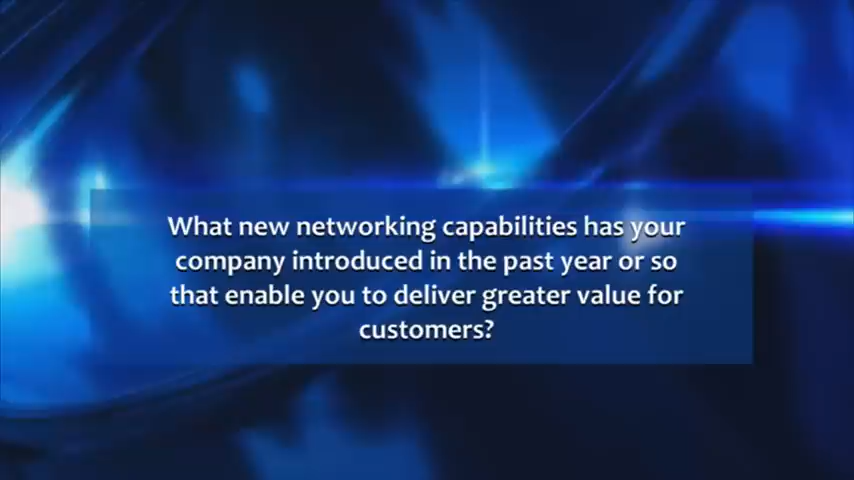 What new networking capabilities has your
company introduced in the past year or so
that enable you to deliver greater value for
customers?